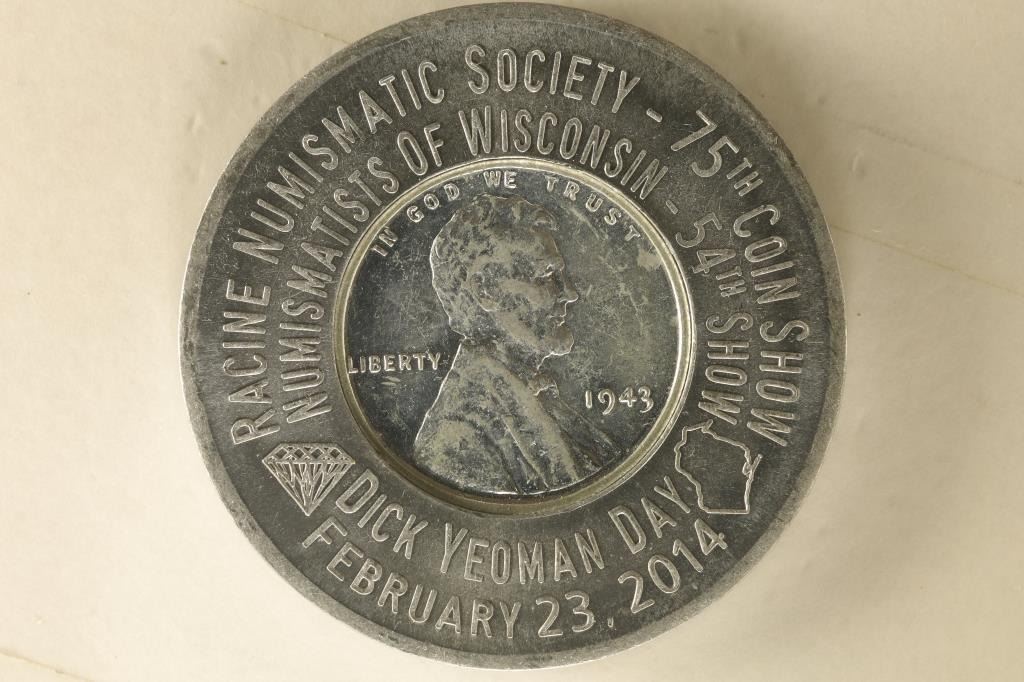 RACINE NUMISMATIC SOCIETY - 75TH COIN SHOW
NUMISMATISTS OF WISCONSIN - 54TH SHOW
IN GOD WE TRUST
LIBERTY
1943
DICK YEOMAN DAY
FEBRUARY 23, 2014